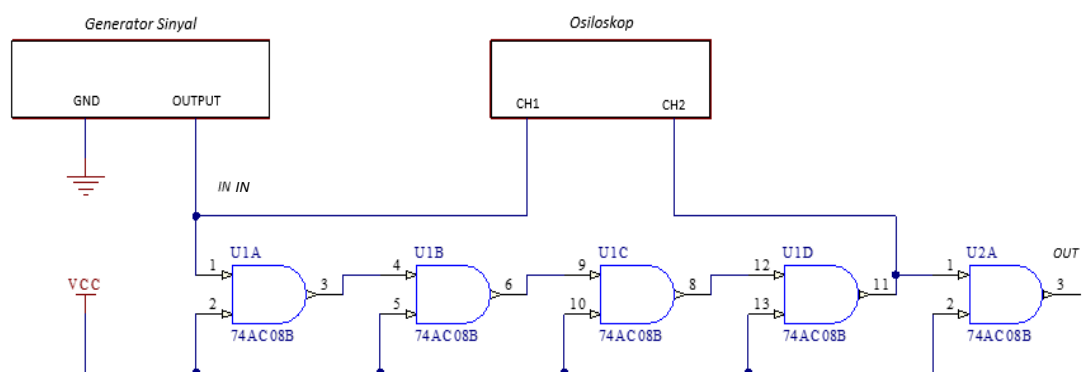 Generator Sinyal
Osiloskop
GND OUTPUT
CH1 CH2
IN IN
U1A U1B U1C U1D U2A OUT
1 3 4 6 9 8 12 11 1 3
VCC
2 5 10 13 2
74AC08B 74AC08B 74AC08B 74AC08B 74AC08B